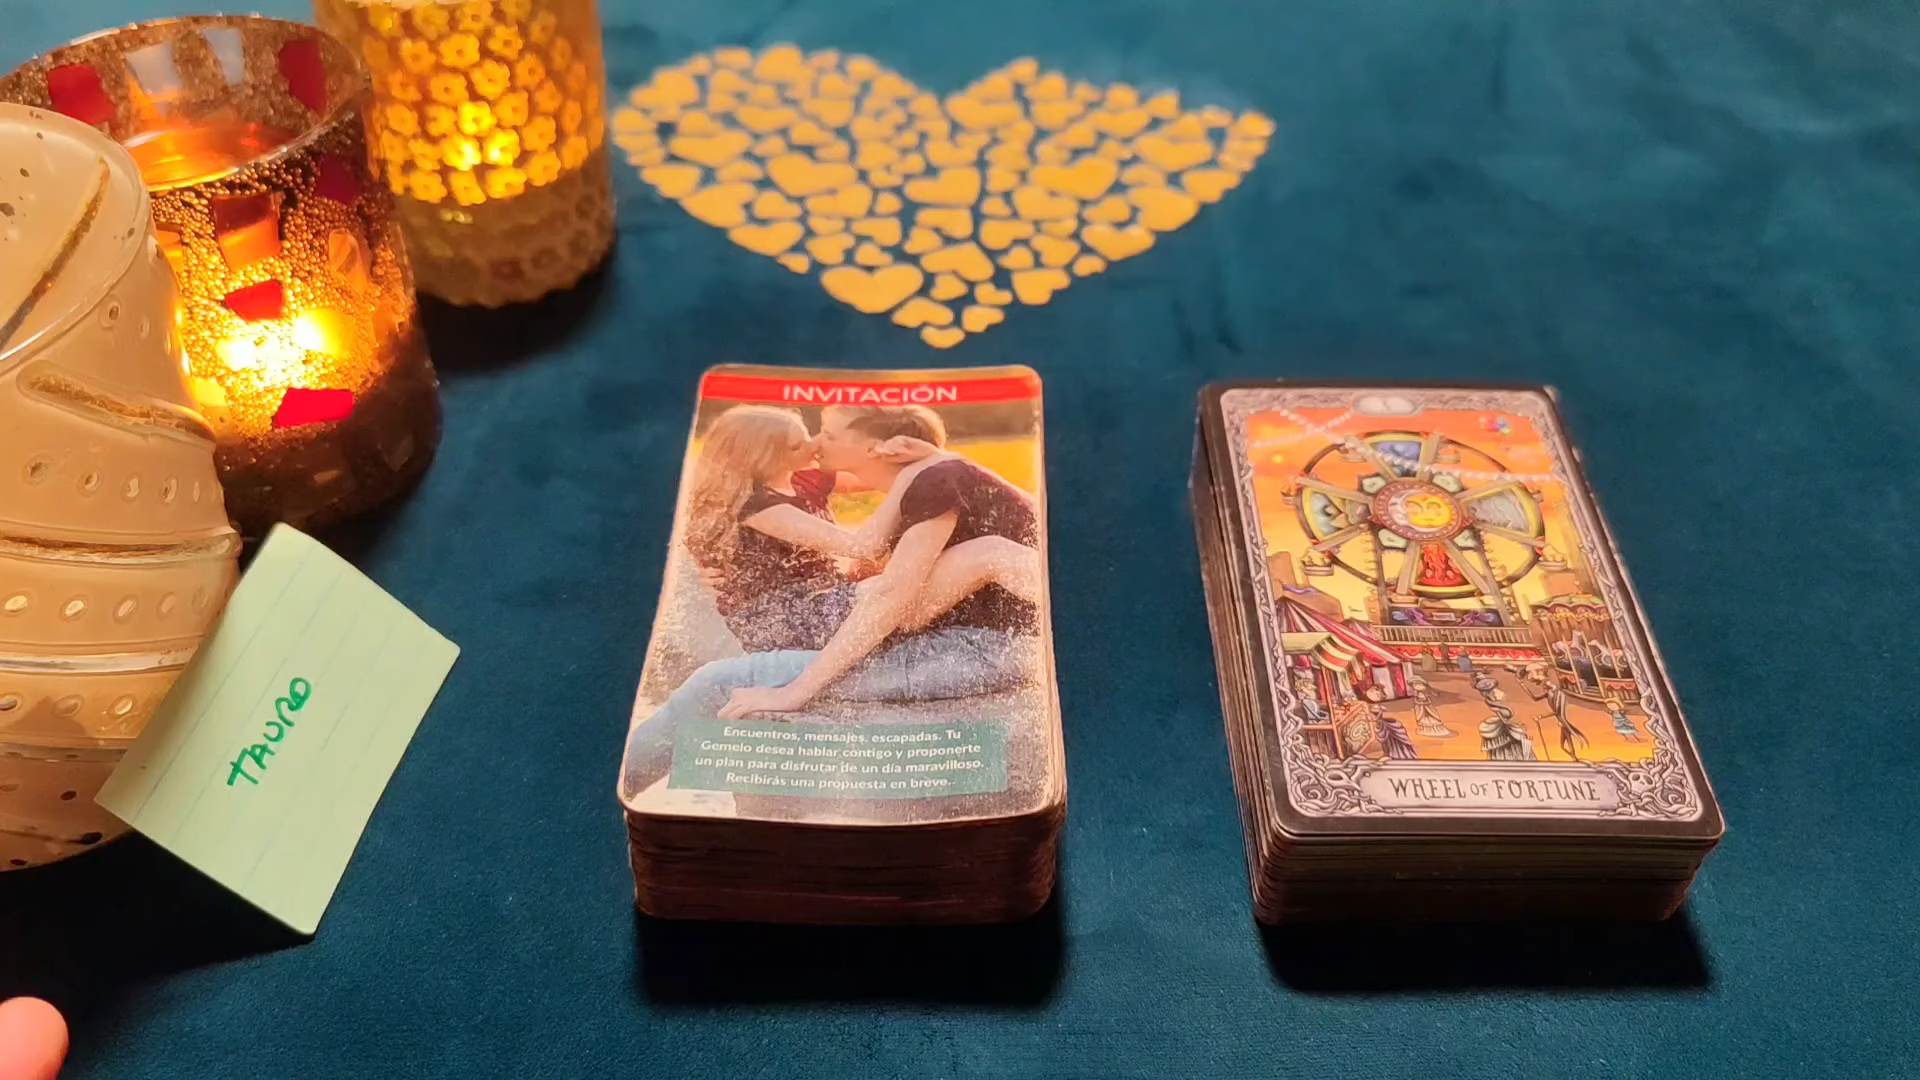 INVITACIÓN
Encuentros, mensajes, escapadas. Tu
Gemelo desea hablar contigo y proponerte
un plan para disfrutar de un día maravilloso.
Recibirás una propuesta en breve.
WHEEL OF FORTUNE
TAURO